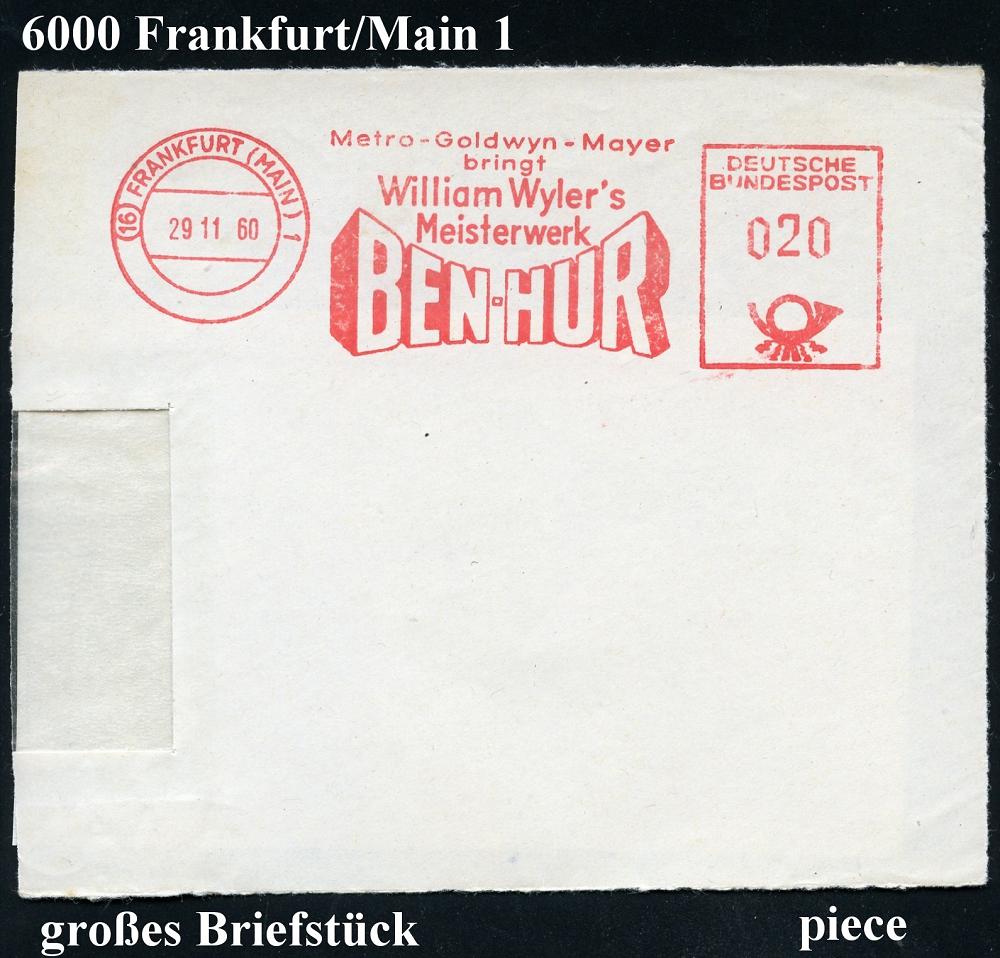 6000 Frankfurt/Main 1
(16) FRANKFURT (MAIN) 1
29 11 60
Metro-Goldwyn-Mayer
bringt
William Wyler's
Meisterwerk
BEN-HUR
DEUTSCHE
BUNDESPOST
020
großes Briefstück
piece